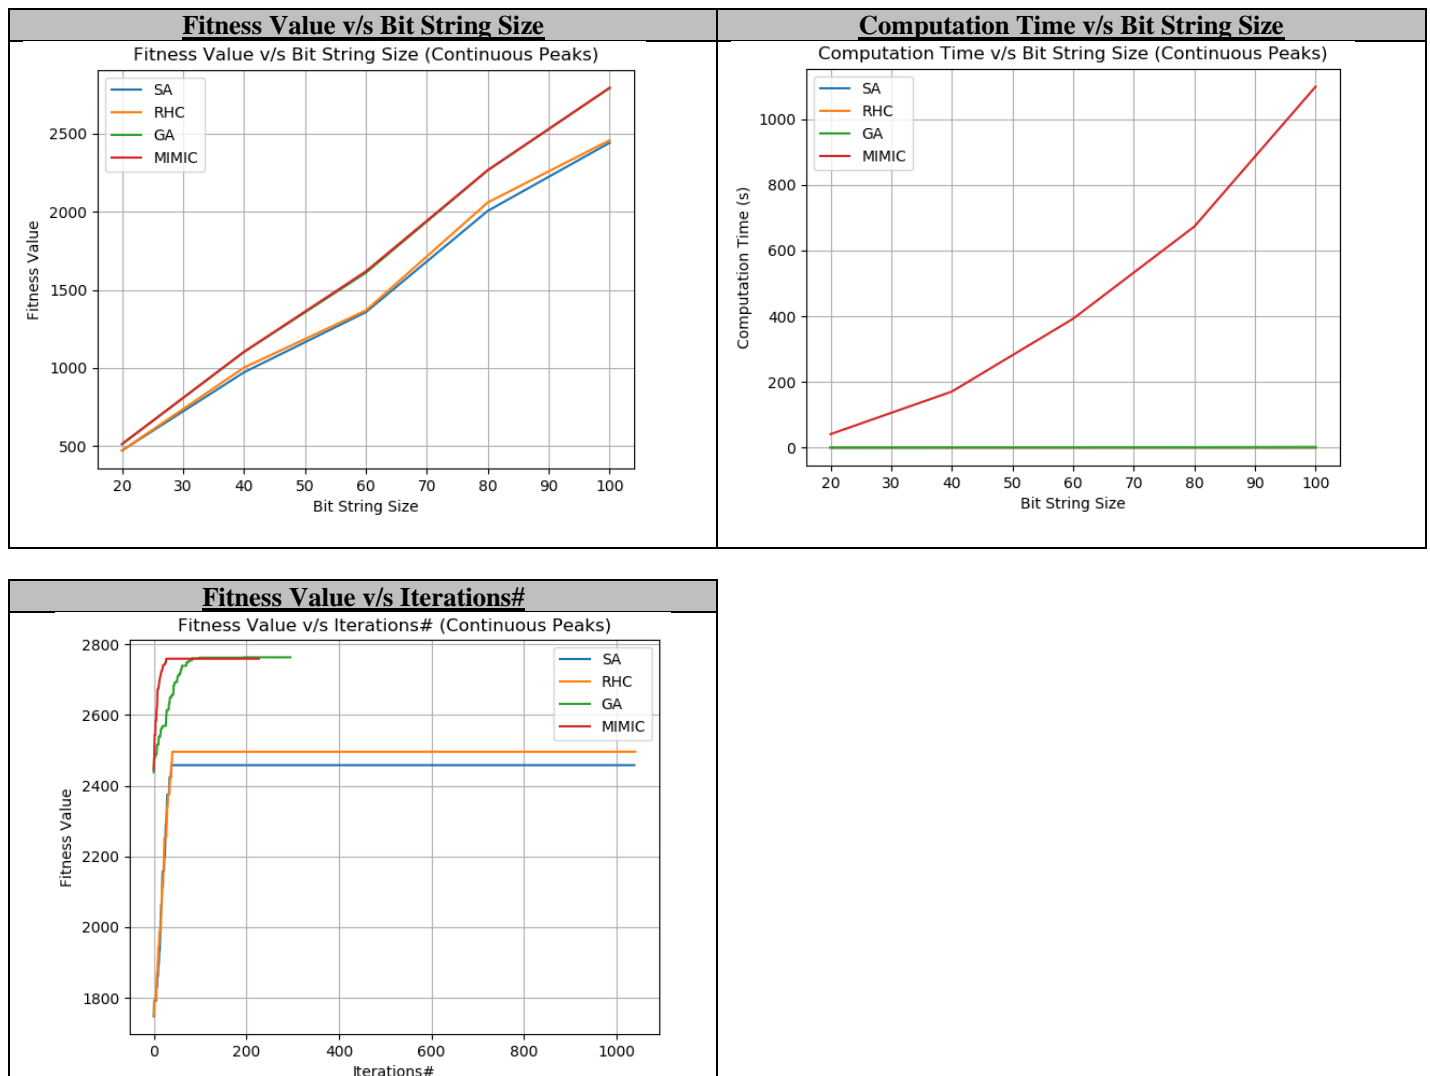 Fitness Value v/s Bit String Size
Computation Time v/s Bit String Size
Fitness Value v/s Bit String Size (Continuous Peaks)
SA
RHC
GA
MIMIC
2500
2000
1500
1000
500
Fitness Value
20 30 40 50 60 70 80 90 100
Bit String Size
Computation Time v/s Bit String Size (Continuous Peaks)
SA
RHC
GA
MIMIC
1000
800
600
400
200
0
Computation Time (s)
20 30 40 50 60 70 80 90 100
Bit String Size
Fitness Value v/s Iterations#
Fitness Value v/s Iterations# (Continuous Peaks)
SA
RHC
GA
MIMIC
2800
2600
2400
2200
2000
1800
Fitness Value
0 200 400 600 800 1000
Iterations#